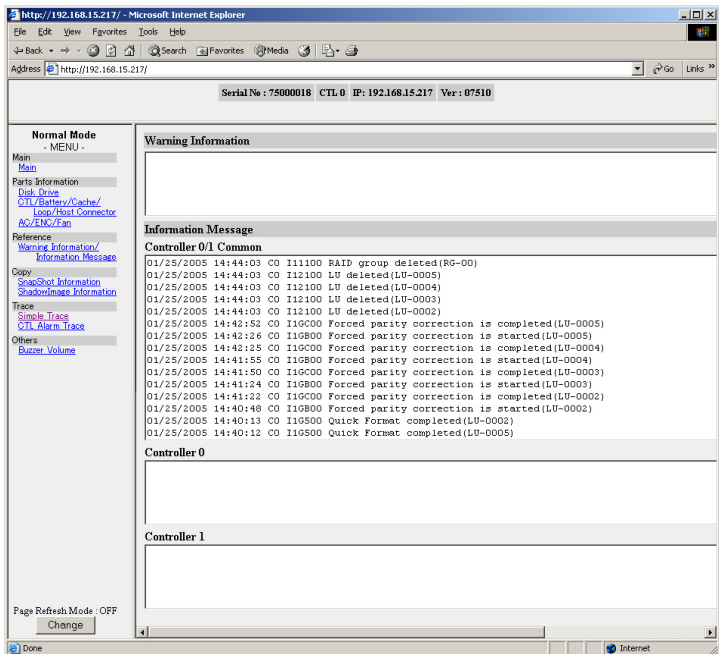 http://192.168.15.217/ - Microsoft Internet Explorer
File Edit View Favorites Tools Help
Back Search Favorites Media
Address http://192.168.15.217/ Go Links »
Serial No : 75000018 CTL 0 IP: 192.168.15.217 Ver : 07510
Normal Mode
- MENU -
Main
Main
Parts Information
Disk Drive
CTL/Battery/Cache/
Loop/Host Connector
AC/ENC/Fan
Reference
Warning Information/
Information Message
Copy
SnapShot Information
ShadowImage Information
Trace
Simple Trace
CTL Alarm Trace
Others
Buzzer Volume
Page Refresh Mode : OFF
Change
Warning Information
Information Message
Controller 0/1 Common
01/25/2005 14:44:03 C0 I11100 RAID group deleted(RG-00)
01/25/2005 14:44:03 C0 I12100 LU deleted(LU-0005)
01/25/2005 14:44:03 C0 I12100 LU deleted(LU-0004)
01/25/2005 14:44:03 C0 I12100 LU deleted(LU-0003)
01/25/2005 14:44:03 C0 I12100 LU deleted(LU-0002)
01/25/2005 14:42:52 C0 I1GC00 Forced parity correction is completed(LU-0005)
01/25/2005 14:42:26 C0 I1GB00 Forced parity correction is started(LU-0005)
01/25/2005 14:42:25 C0 I1GC00 Forced parity correction is completed(LU-0004)
01/25/2005 14:41:55 C0 I1GB00 Forced parity correction is started(LU-0004)
01/25/2005 14:41:50 C0 I1GC00 Forced parity correction is completed(LU-0003)
01/25/2005 14:41:24 C0 I1GB00 Forced parity correction is started(LU-0003)
01/25/2005 14:41:22 C0 I1GC00 Forced parity correction is completed(LU-0002)
01/25/2005 14:40:48 C0 I1GB00 Forced parity correction is started(LU-0002)
01/25/2005 14:40:13 C0 I1G500 Quick Format completed(LU-0002)
01/25/2005 14:40:12 C0 I1G500 Quick Format completed(LU-0005)
Controller 0
Controller 1
Done Internet